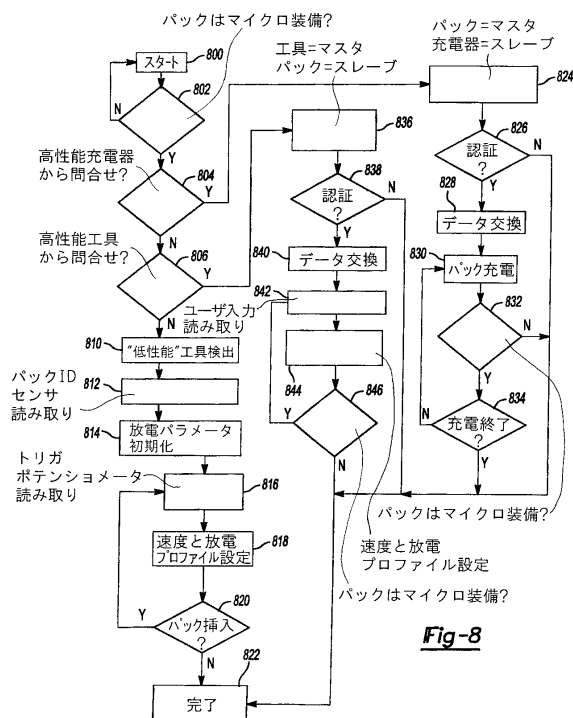 パックはマイクロ装備?
800
スタート
802
N
Y
高性能充電器
から問合せ?
804
Y
N
高性能工具
から問合せ?
806
Y
N
810
“低性能”工具検出
パックID
センサ
読み取り
812
814
放電パラメータ
初期化
トリガ
ポテンショメータ
読み取り
816
速度と放電
プロファイル設定
818
820
Y
パック挿入
?
N
822
完了
工具=マスタ
パック=スレーブ
836
838
認証
?
N
Y
840
データ交換
842
ユーザ入力
読み取り
844
846
Y
N
速度と放電
プロファイル設定
パックはマイクロ装備?
パック=マスタ
充電器=スレーブ
824
826
認証
?
N
Y
828
データ交換
830
パック充電
832
N
Y
834
N
充電終了
?
Y
パックはマイクロ装備?
Fig-8